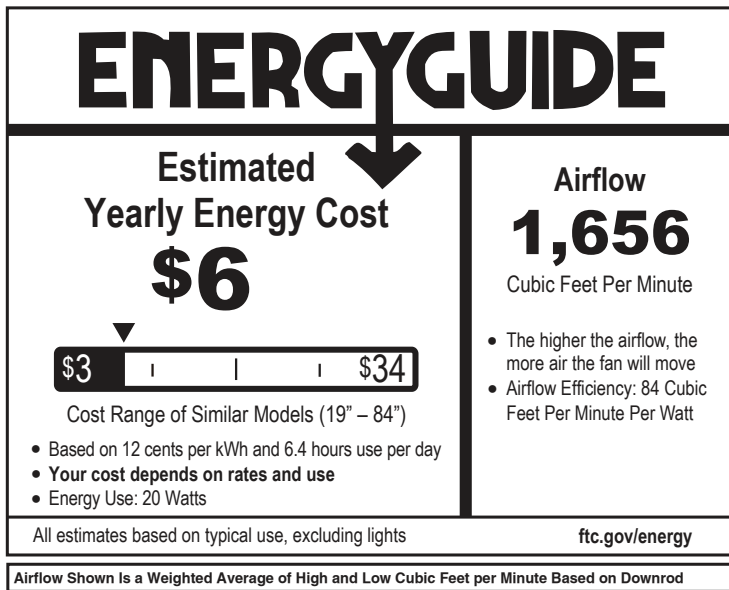 ENERGYGUIDE
Estimated
Yearly Energy Cost
$6
$3 $34
Cost Range of Similar Models (19” – 84”)
• Based on 12 cents per kWh and 6.4 hours use per day
• Your cost depends on rates and use
• Energy Use: 20 Watts
Airflow
1,656
Cubic Feet Per Minute
• The higher the airflow, the
more air the fan will move
• Airflow Efficiency: 84 Cubic
Feet Per Minute Per Watt
All estimates based on typical use, excluding lights
ftc.gov/energy
Airflow Shown Is a Weighted Average of High and Low Cubic Feet per Minute Based on Downrod